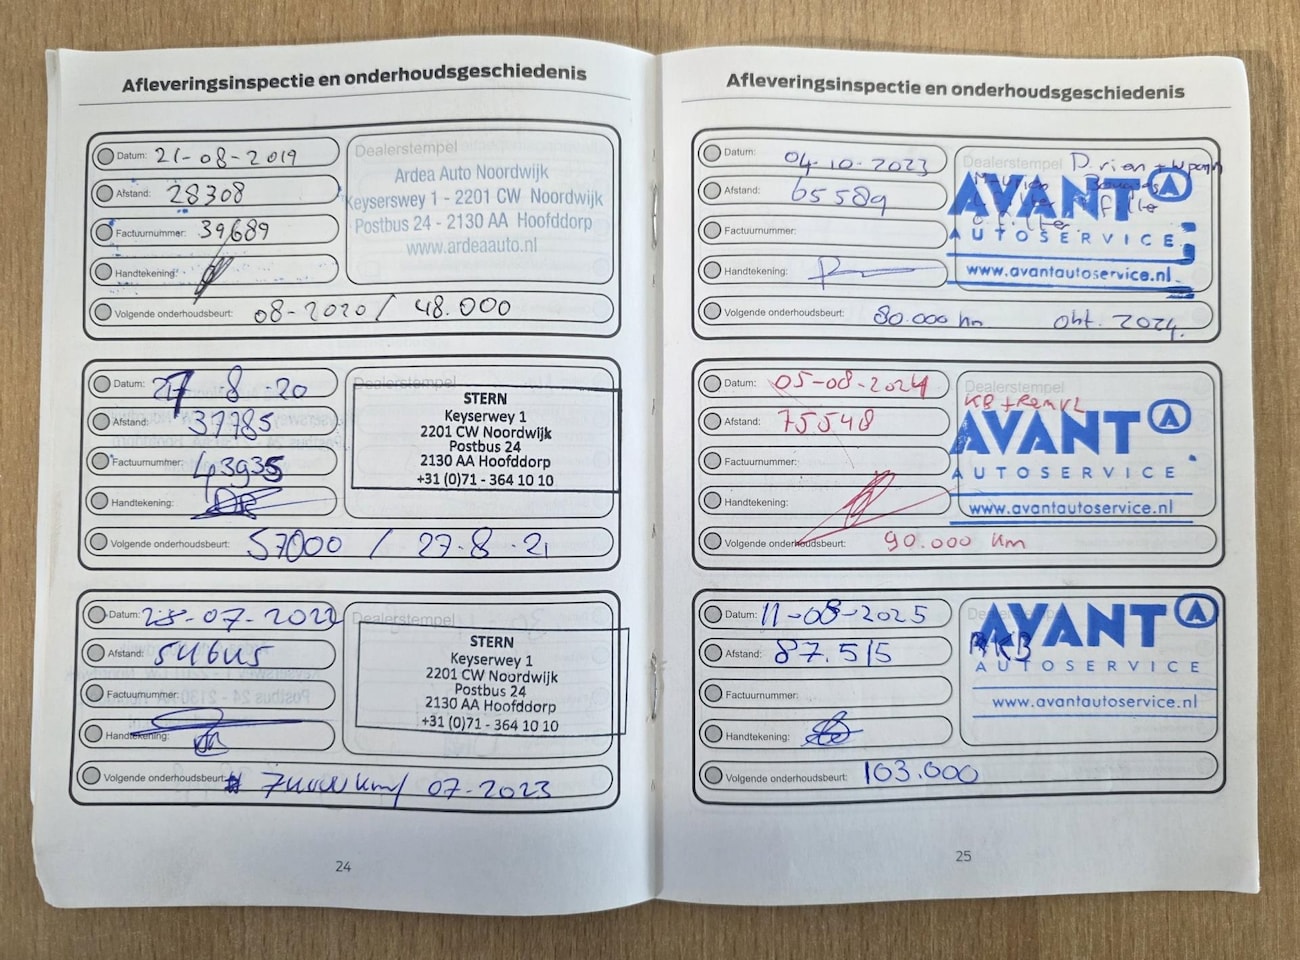 Afleveringsinspectie en onderhoudsgeschiedenis
Datum: 21-08-2019
Afstand: 28308
Factuurnummer: 39689
Handtekening:
Dealerstempel
Ardea Auto Noordwijk
Keyserswey 1 - 2201 CW Noordwijk
Postbus 24 - 2130 AA Hoofddorp
www.ardeaauto.nl
Volgende onderhoudsbeurt: 08-2020 / 48.000
Datum: 27-8-20
Afstand: 37785
Factuurnummer: 43935
Handtekening:
Dealerstempel
STERN
Keyserwey 1
2201 CW Noordwijk
Postbus 24
2130 AA Hoofddorp
+31 (0)71 - 364 10 10
Volgende onderhoudsbeurt: 57000 / 27-8-21
Datum: 28-07-2022
Afstand: 54645
Factuurnummer:
Handtekening:
Dealerstempel
STERN
Keyserwey 1
2201 CW Noordwijk
Postbus 24
2130 AA Hoofddorp
+31 (0)71 - 364 10 10
Volgende onderhoudsbeurt: 07-2023
24
Afleveringsinspectie en onderhoudsgeschiedenis
Datum: 04-10-2023
Afstand: 65589
Factuurnummer:
Handtekening:
Dealerstempel
AVANT A
AUTOSERVICE
www.avantautoservice.nl
Volgende onderhoudsbeurt: 80.000 km okt. 2024.
Datum: 05-08-2024
Afstand: 75548
Factuurnummer:
Handtekening:
Dealerstempel
KB + RemVL
AVANT A
AUTOSERVICE
www.avantautoservice.nl
Volgende onderhoudsbeurt: 90.000 km
Datum: 11-08-2025
Afstand: 87.515
Factuurnummer:
Handtekening:
AVANT A
AUTOSERVICE
www.avantautoservice.nl
Volgende onderhoudsbeurt: 103.000
25